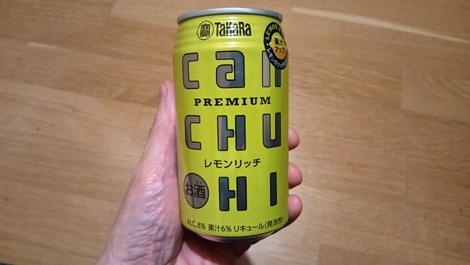 寶 TaKaRa
can
PREMIUM
CHU
レモンリッチ
お酒
HI
ALC.8% 果汁6% リキュール(発泡性)